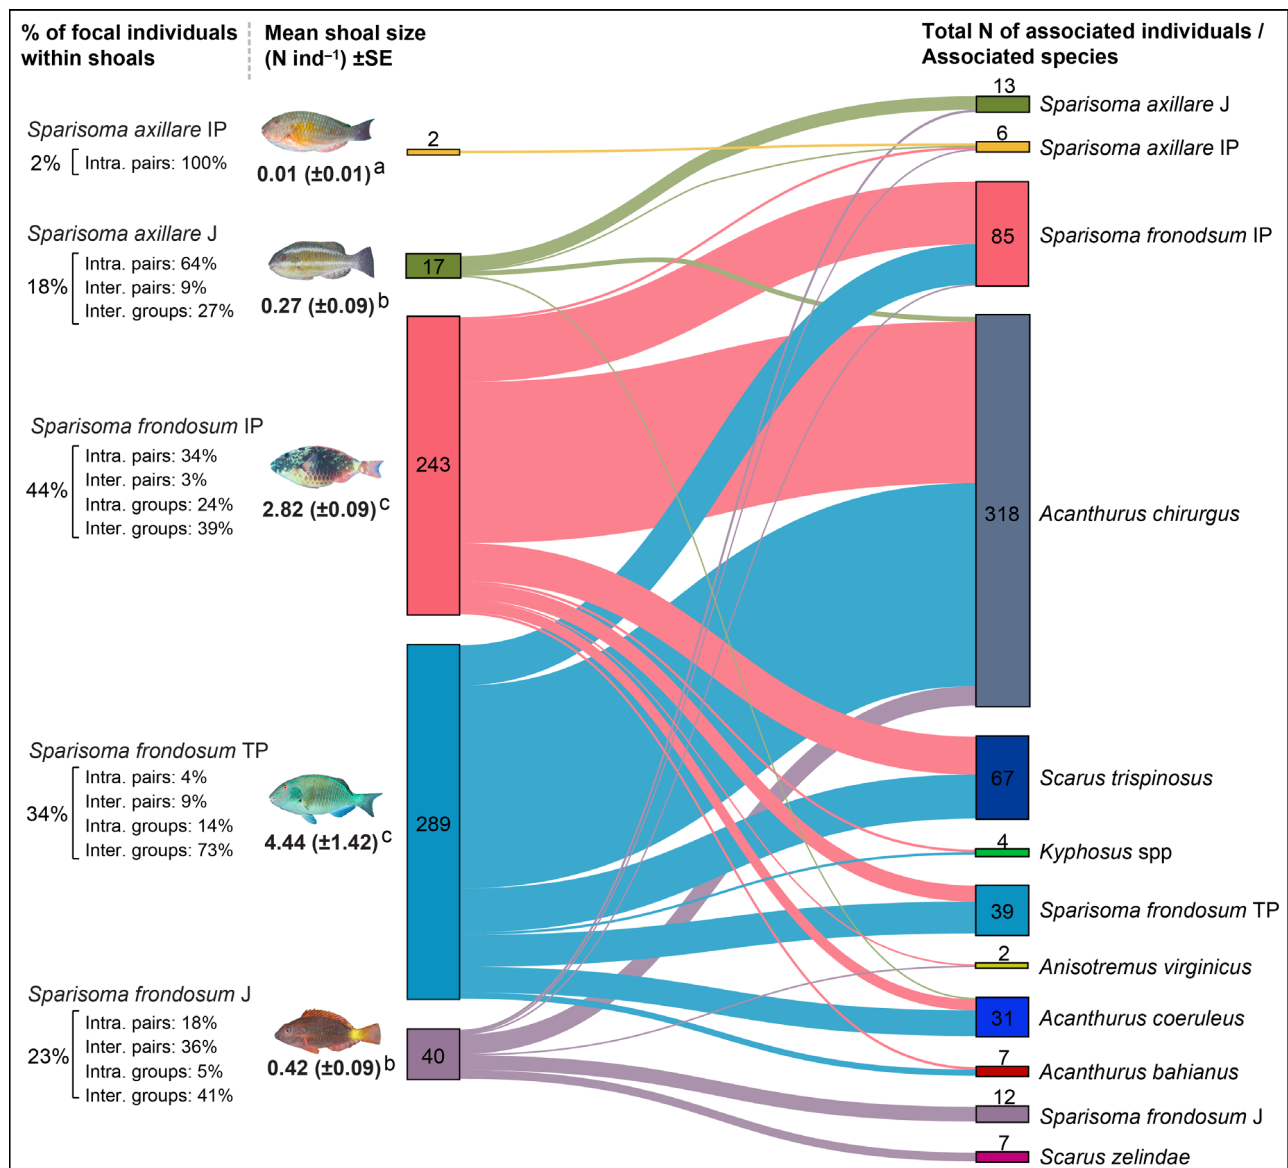 % of focal individuals
within shoals
Mean shoal size
(N ind⁻¹) ±SE
Total N of associated individuals /
Associated species
Sparisoma axillare IP
2%
Intra. pairs: 100%
0.01 (±0.01)ᵃ
2
Sparisoma axillare J
18%
Intra. pairs: 64%
Inter. pairs: 9%
Inter. groups: 27%
0.27 (±0.09)ᵇ
17
Sparisoma frondosum IP
44%
Intra. pairs: 34%
Inter. pairs: 3%
Intra. groups: 24%
Inter. groups: 39%
2.82 (±0.09)ᶜ
243
Sparisoma frondosum TP
34%
Intra. pairs: 4%
Inter. pairs: 9%
Intra. groups: 14%
Inter. groups: 73%
4.44 (±1.42)ᶜ
289
Sparisoma frondosum J
23%
Intra. pairs: 18%
Inter. pairs: 36%
Intra. groups: 5%
Inter. groups: 41%
0.42 (±0.09)ᵇ
40
13
Sparisoma axillare J
6
Sparisoma axillare IP
85
Sparisoma fronodsum IP
318
Acanthurus chirurgus
67
Scarus trispinosus
4
Kyphosus spp
39
Sparisoma frondosum TP
2
Anisotremus virginicus
31
Acanthurus coeruleus
7
Acanthurus bahianus
12
Sparisoma frondosum J
7
Scarus zelindae